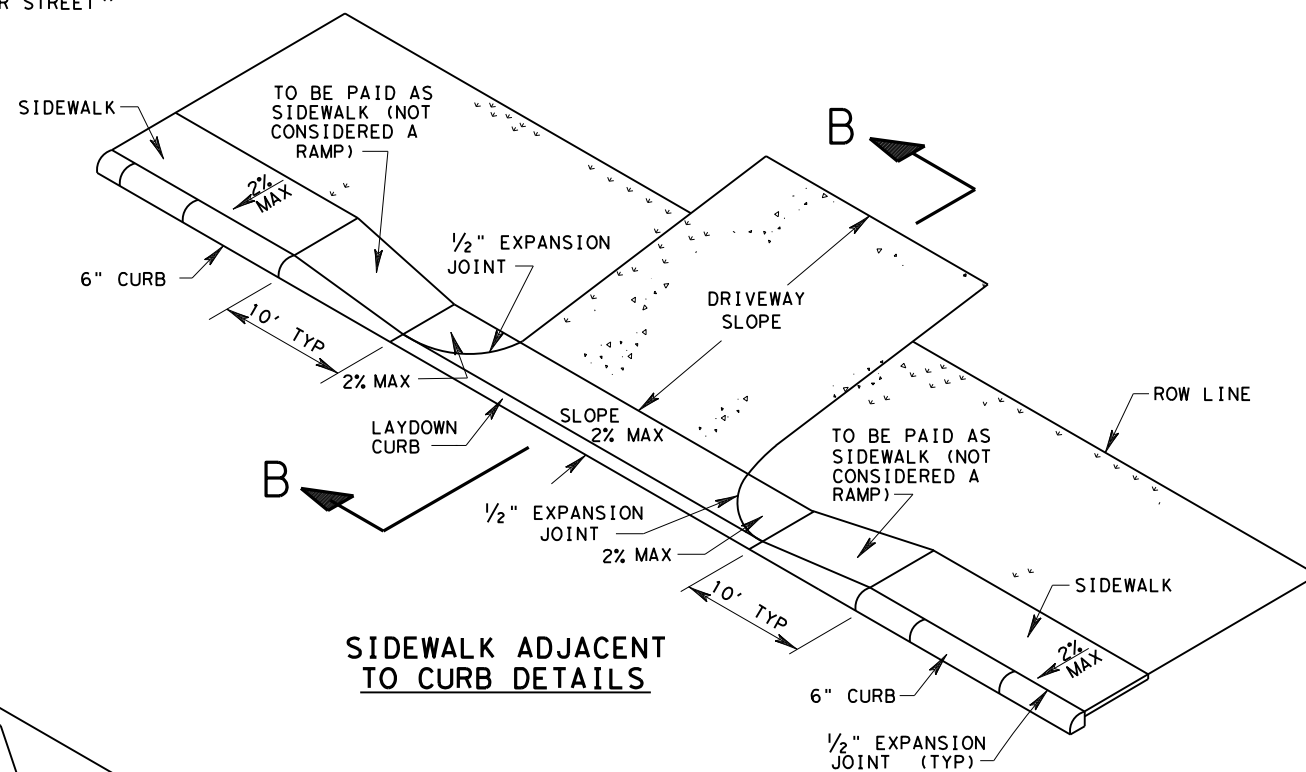 R STREET"
SIDEWALK
TO BE PAID AS
SIDEWALK (NOT
CONSIDERED A
RAMP)
B
2%
MAX
1/2" EXPANSION
JOINT
6" CURB
DRIVEWAY
SLOPE
10' TYP
2% MAX
ROW LINE
SLOPE
2% MAX
LAYDOWN
CURB
TO BE PAID AS
SIDEWALK (NOT
CONSIDERED A
RAMP)
B
1/2" EXPANSION
JOINT
2% MAX
SIDEWALK
10' TYP
SIDEWALK ADJACENT
TO CURB DETAILS
2%
MAX
6" CURB
1/2" EXPANSION
JOINT (TYP)